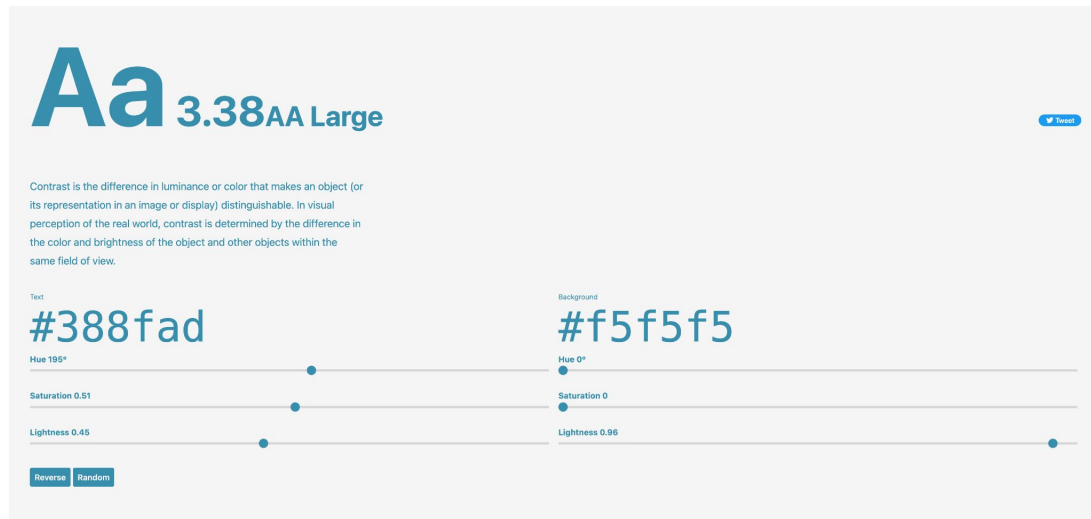 Aa 3.38AA Large
Tweet
Contrast is the difference in luminance or color that makes an object (or
its representation in an image or display) distinguishable. In visual
perception of the real world, contrast is determined by the difference in
the color and brightness of the object and other objects within the
same field of view.
Text
#388fad
Hue 195°
Saturation 0.51
Lightness 0.45
Background
#f5f5f5
Hue 0°
Saturation 0
Lightness 0.96
Reverse
Random